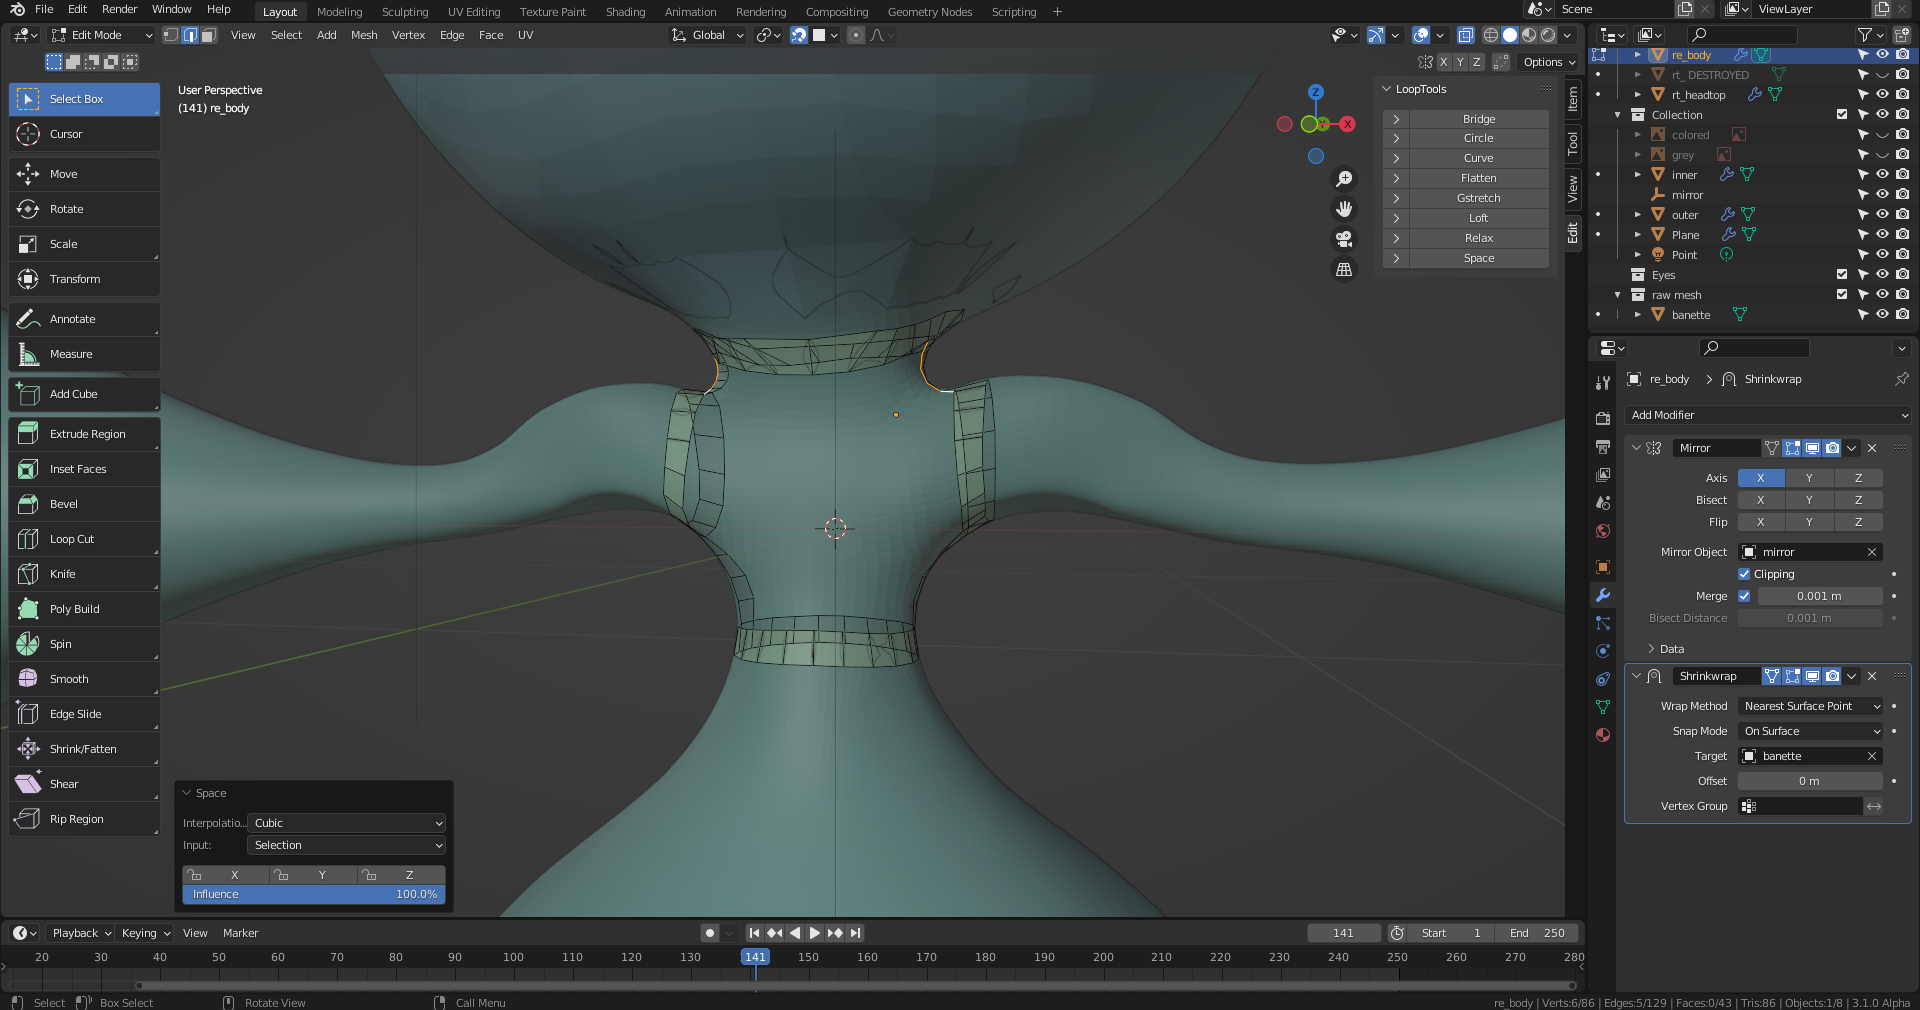 File Edit Render Window Help
Layout Modeling Sculpting UV Editing Texture Paint Shading Animation Rendering Compositing Geometry Nodes Scripting +
Scene ViewLayer
Edit Mode View Select Add Mesh Vertex Edge Face UV Global
X Y Z Options
Select Box
Cursor
Move
Rotate
Scale
Transform
Annotate
Measure
Add Cube
Extrude Region
Inset Faces
Bevel
Loop Cut
Knife
Poly Build
Spin
Smooth
Edge Slide
Shrink/Fatten
Shear
Rip Region
User Perspective
(141) re_body
Z
X
Y
LoopTools
Bridge
Circle
Curve
Flatten
Gstretch
Loft
Relax
Space
Item
Tool
View
Edit
re_body
rt_DESTROYED
rt_headtop
Collection
colored
grey
inner
mirror
outer
Plane
Point
Eyes
raw mesh
banette
re_body > Shrinkwrap
Add Modifier
Mirror
Axis X Y Z
Bisect X Y Z
Flip X Y Z
Mirror Object mirror
Clipping
Merge 0.001 m
Bisect Distance 0.001 m
Data
Shrinkwrap
Wrap Method Nearest Surface Point
Snap Mode On Surface
Target banette
Offset 0 m
Vertex Group
Space
Interpolatio... Cubic
Input: Selection
X Y Z
Influence 100.0%
Playback Keying View Marker
141 Start 1 End 250
20 30 40 50 60 70 80 90 100 110 120 130 141 150 160 170 180 190 200 210 220 230 240 250 260 270 280
Select Box Select Rotate View Call Menu
re_body | Verts:6/86 | Edges:5/129 | Faces:0/43 | Tris:86 | Objects:1/8 | 3.1.0 Alpha